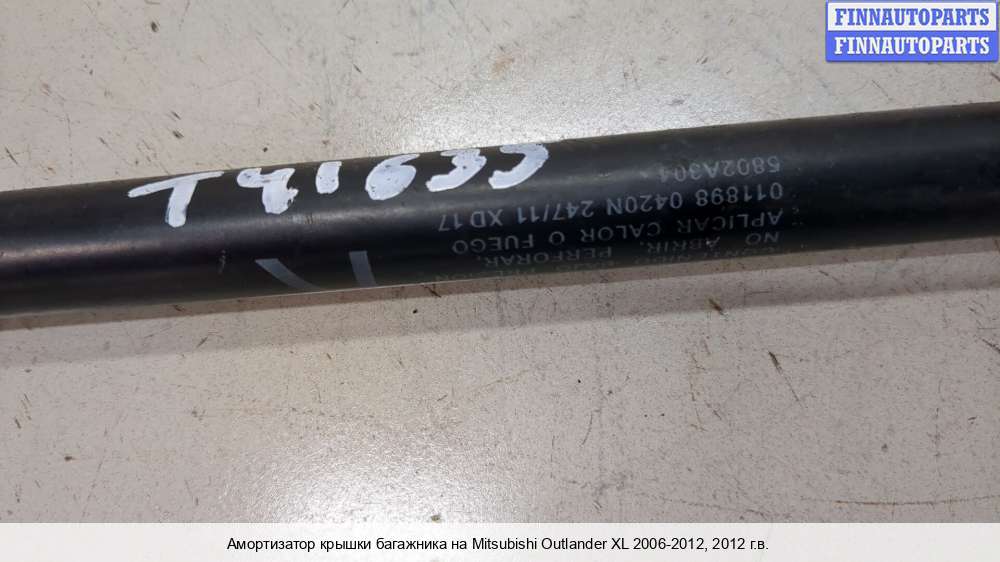 FINNAUTOPARTS
FINNAUTOPARTS
T41633
NO ABRIR, PERFORAR,
APLICAR CALOR O FUEGO
011898 0420N 247/11 XD17
5802A304
Амортизатор крышки багажника на Mitsubishi Outlander XL 2006-2012, 2012 г.в.